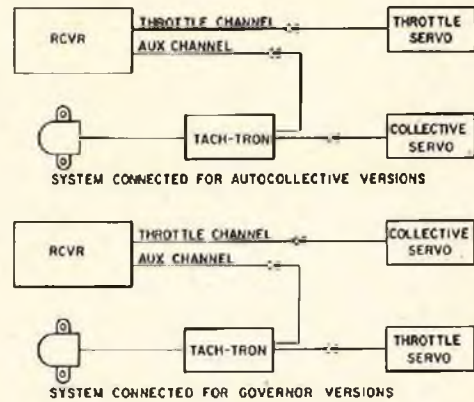 THROTTLE CHANNEL
RCVR
AUX CHANNEL
THROTTLE
SERVO
TACH-TRON
COLLECTIVE
SERVO
SYSTEM CONNECTED FOR AUTOCOLLECTIVE VERSIONS
THROTTLE CHANNEL
RCVR
AUX CHANNEL
COLLECTIVE
SERVO
TACH-TRON
THROTTLE
SERVO
SYSTEM CONNECTED FOR GOVERNOR VERSIONS